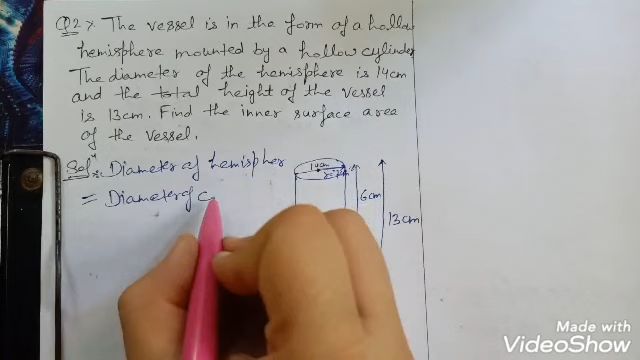 Q2> The vessel is in the form of a hollow
hemisphere mounted by a hollow cylinder
The diameter of the hemisphere is 14cm
and the total height of the vessel
is 13cm. Find the inner surface area
of the vessel.
Sol^n Diameter of hemispher
= Diameter of c
14cm
6cm
13cm
Made with
VideoShow